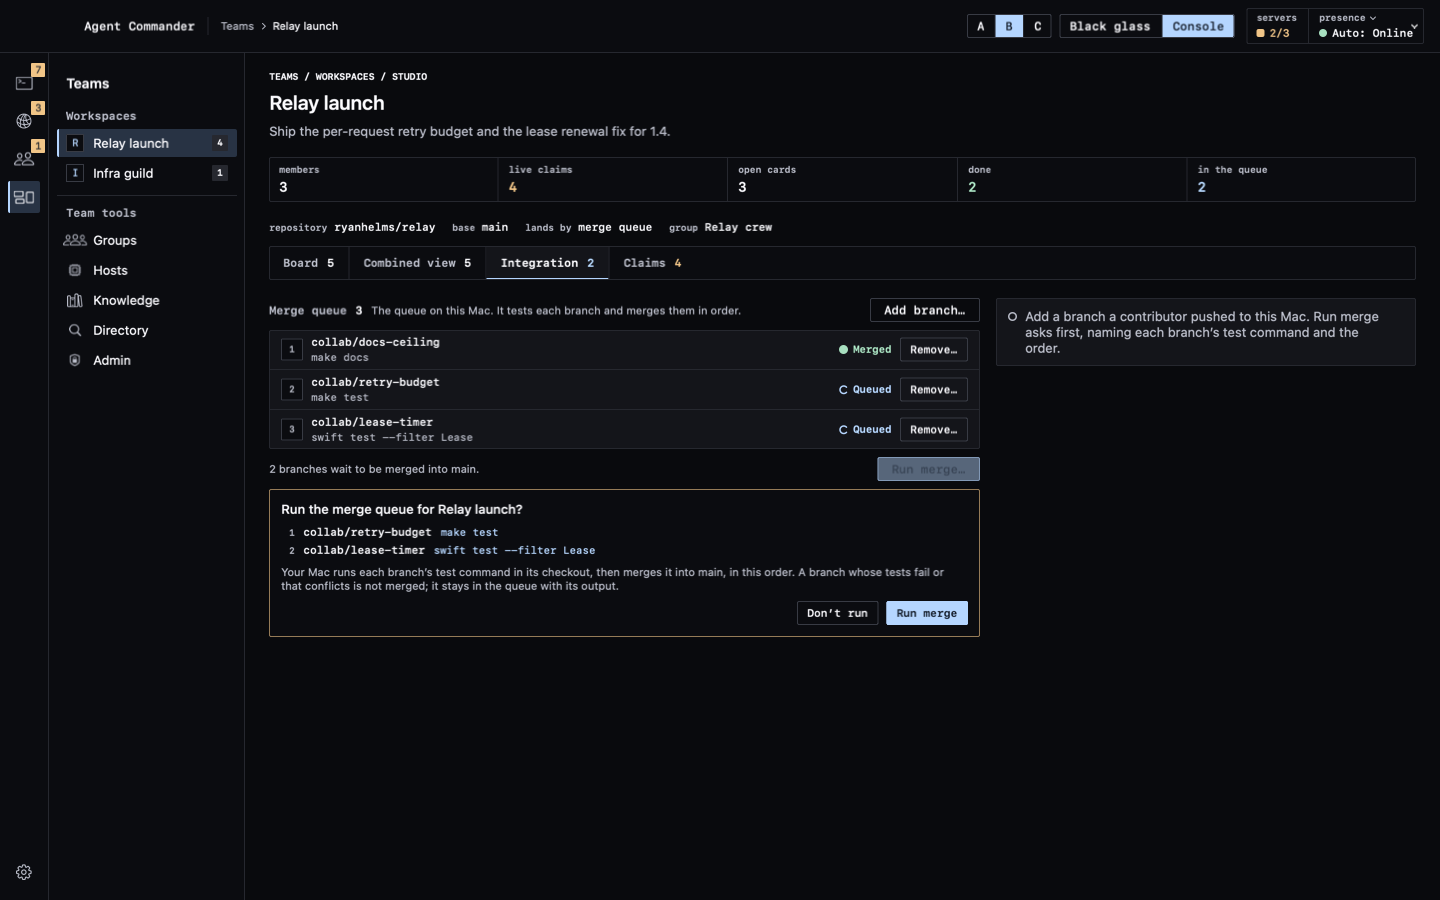 Agent Commander
Teams > Relay launch
A B C
Black glass Console
servers
2/3
presence
Auto: Online
7
3
1
Teams
Workspaces
R Relay launch 4
I Infra guild 1
Team tools
Groups
Hosts
Knowledge
Directory
Admin
TEAMS / WORKSPACES / STUDIO
Relay launch
Ship the per-request retry budget and the lease renewal fix for 1.4.
members
3
live claims
4
open cards
3
done
2
in the queue
2
repository ryanhelms/relay base main lands by merge queue group Relay crew
Board 5 Combined view 5 Integration 2 Claims 4
Merge queue 3 The queue on this Mac. It tests each branch and merges them in order. Add branch…
1 collab/docs-ceiling
make docs
Merged Remove…
2 collab/retry-budget
make test
Queued Remove…
3 collab/lease-timer
swift test --filter Lease
Queued Remove…
2 branches wait to be merged into main. Run merge…
Run the merge queue for Relay launch?
1 collab/retry-budget make test
2 collab/lease-timer swift test --filter Lease
Your Mac runs each branch’s test command in its checkout, then merges it into main, in this order. A branch whose tests fail or
that conflicts is not merged; it stays in the queue with its output.
Don’t run Run merge
Add a branch a contributor pushed to this Mac. Run merge
asks first, naming each branch’s test command and the
order.